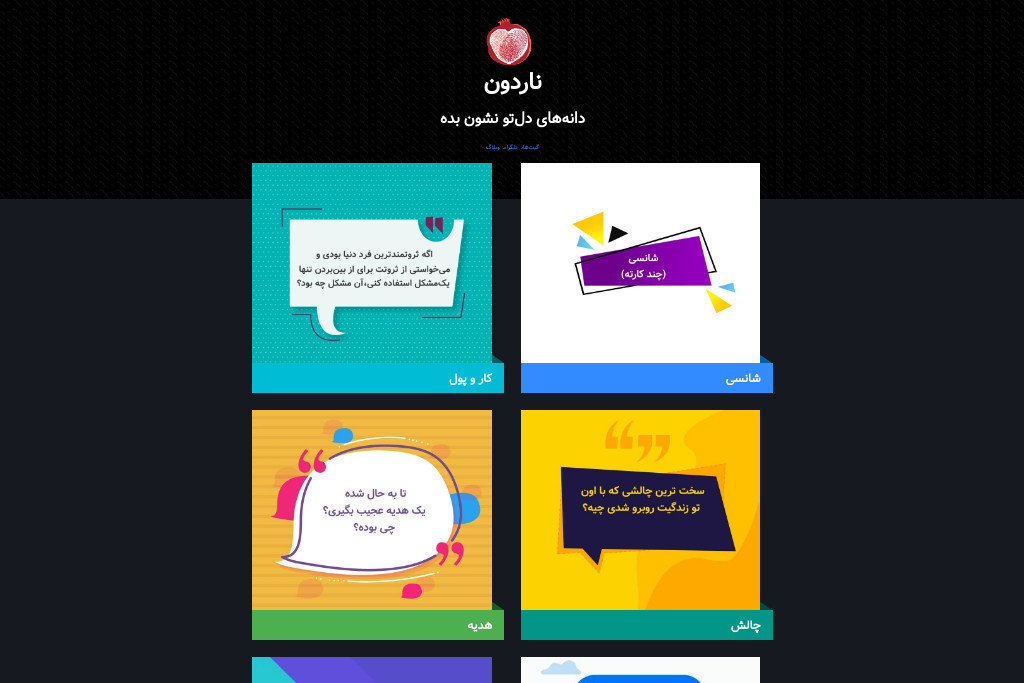 ناردون
دانه‌های دل‌تو نشون بده
گیت‌هاب تلگرام وبلاگ
شانسی
(چند کارته)
شانسی
اگه ثروتمندترین فرد دنیا بودی و
می‌خواستی از ثروتت برای از بین‌بردن تنها
یک‌مشکل استفاده کنی،آن مشکل چه بود؟
کار و پول
سخت ترین چالشی که با اون
تو زندگیت روبرو شدی چیه؟
چالش
تا به حال شده
یک هدیه عجیب بگیری؟
چی بوده؟
هدیه